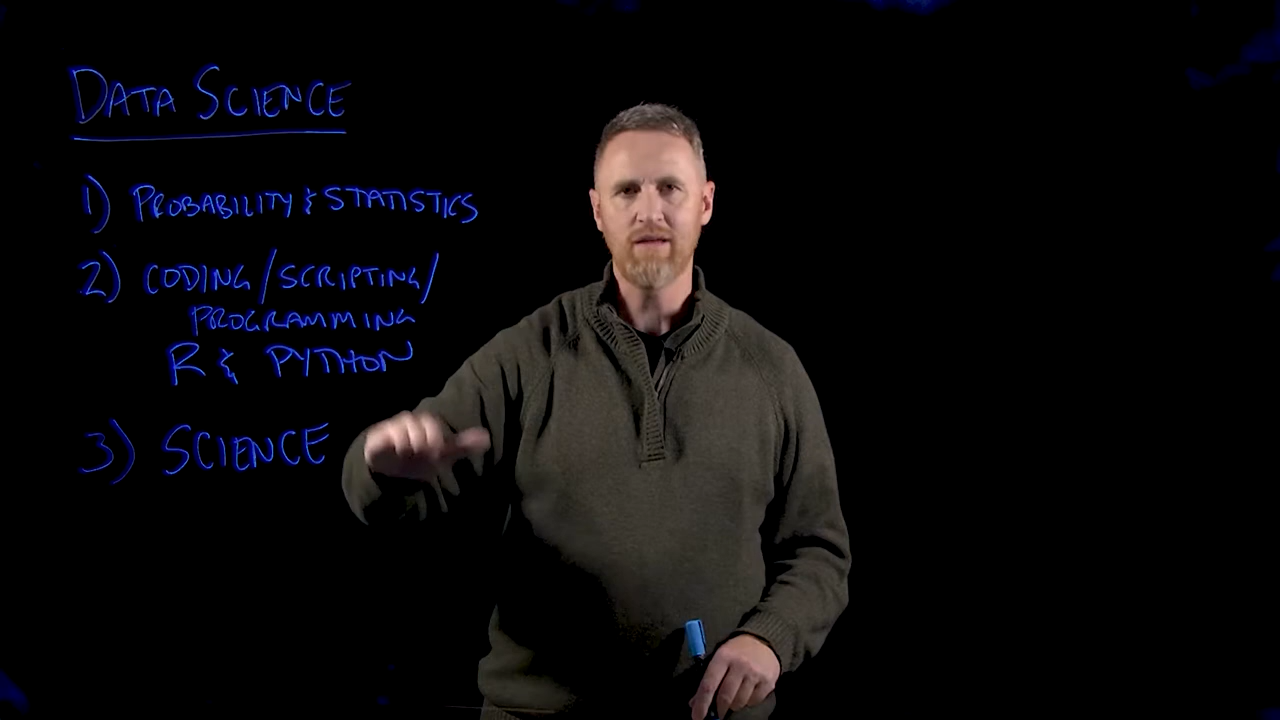 DATA SCIENCE
1) PROBABILITY & STATISTICS
2) CODING/SCRIPTING/
PROGRAMMING
R & PYTHON
3) SCIENCE